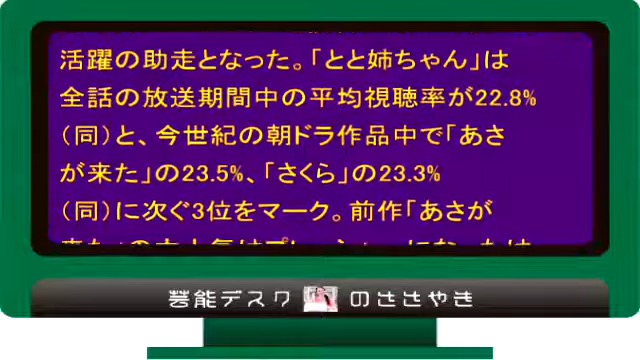 活躍の助走となった。「とと姉ちゃん」は
全話の放送期間中の平均視聴率が22.8%
（同）と、今世紀の朝ドラ作品中で「あさ
が来た」の23.5%、「さくら」の23.3%
（同）に次ぐ3位をマーク。前作「あさが
芸能デスク のささやき